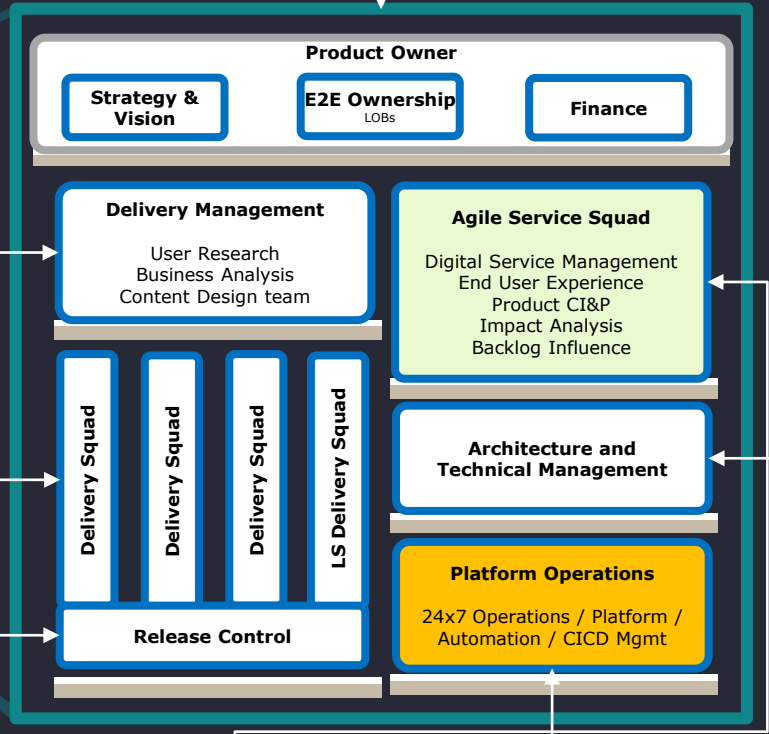 Product Owner
Strategy &
Vision
E2E Ownership
LOBs
Finance
Delivery Management
User Research
Business Analysis
Content Design team
Agile Service Squad
Digital Service Management
End User Experience
Product CI&P
Impact Analysis
Backlog Influence
Delivery Squad
Delivery Squad
Delivery Squad
LS Delivery Squad
Architecture and
Technical Management
Release Control
Platform Operations
24x7 Operations / Platform /
Automation / CICD Mgmt